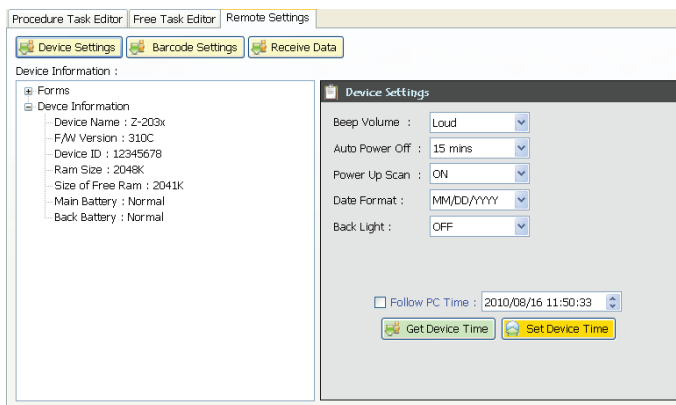 Procedure Task Editor Free Task Editor Remote Settings
Device Settings Barcode Settings Receive Data
Device Information :
Forms
Devce Information
Device Name : Z-203x
F/W Version : 310C
Device ID : 12345678
Ram Size : 2048K
Size of Free Ram : 2041K
Main Battery : Normal
Back Battery : Normal
Device Settings
Beep Volume : Loud
Auto Power Off : 15 mins
Power Up Scan : ON
Date Format : MM/DD/YYYY
Back Light : OFF
Follow PC Time : 2010/08/16 11:50:33
Get Device Time Set Device Time